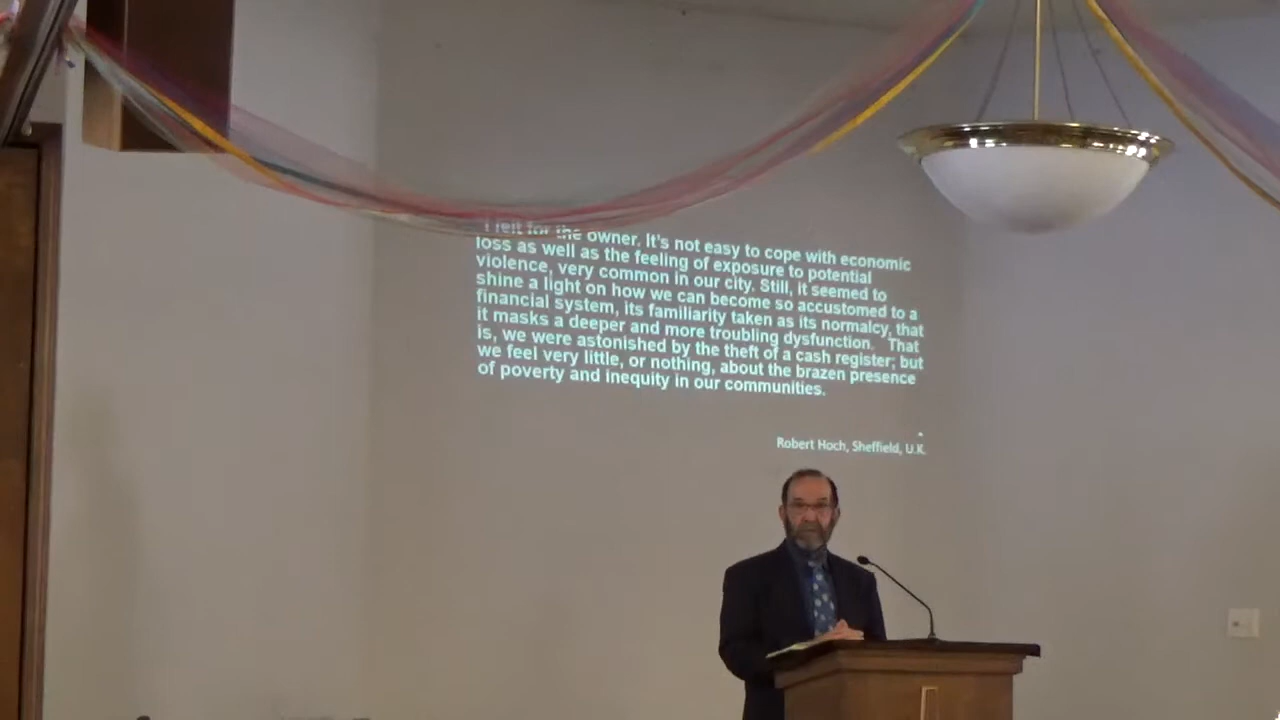 I felt for the owner. It's not easy to cope with economic
loss as well as the feeling of exposure to potential
violence, very common in our city. Still, it seemed to
shine a light on how we can become so accustomed to a
financial system, its familiarity taken as its normalcy, that
it masks a deeper and more troubling dysfunction. That
is, we were astonished by the theft of a cash register; but
we feel very little, or nothing, about the brazen presence
of poverty and inequity in our communities.
Robert Hoch, Sheffield, U.K.